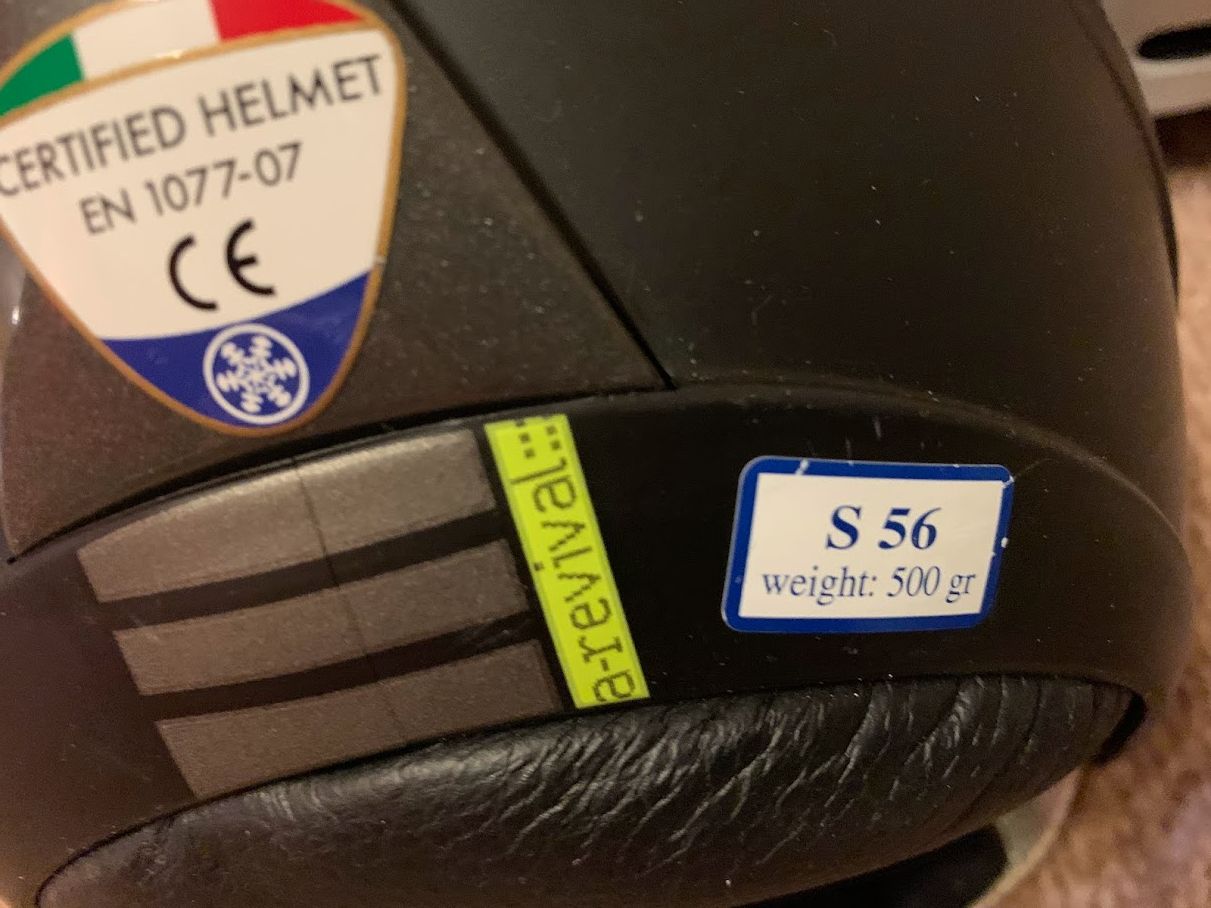 CERTIFIED HELMET
EN 1077-07
CE
a-revival
S 56
weight: 500 gr